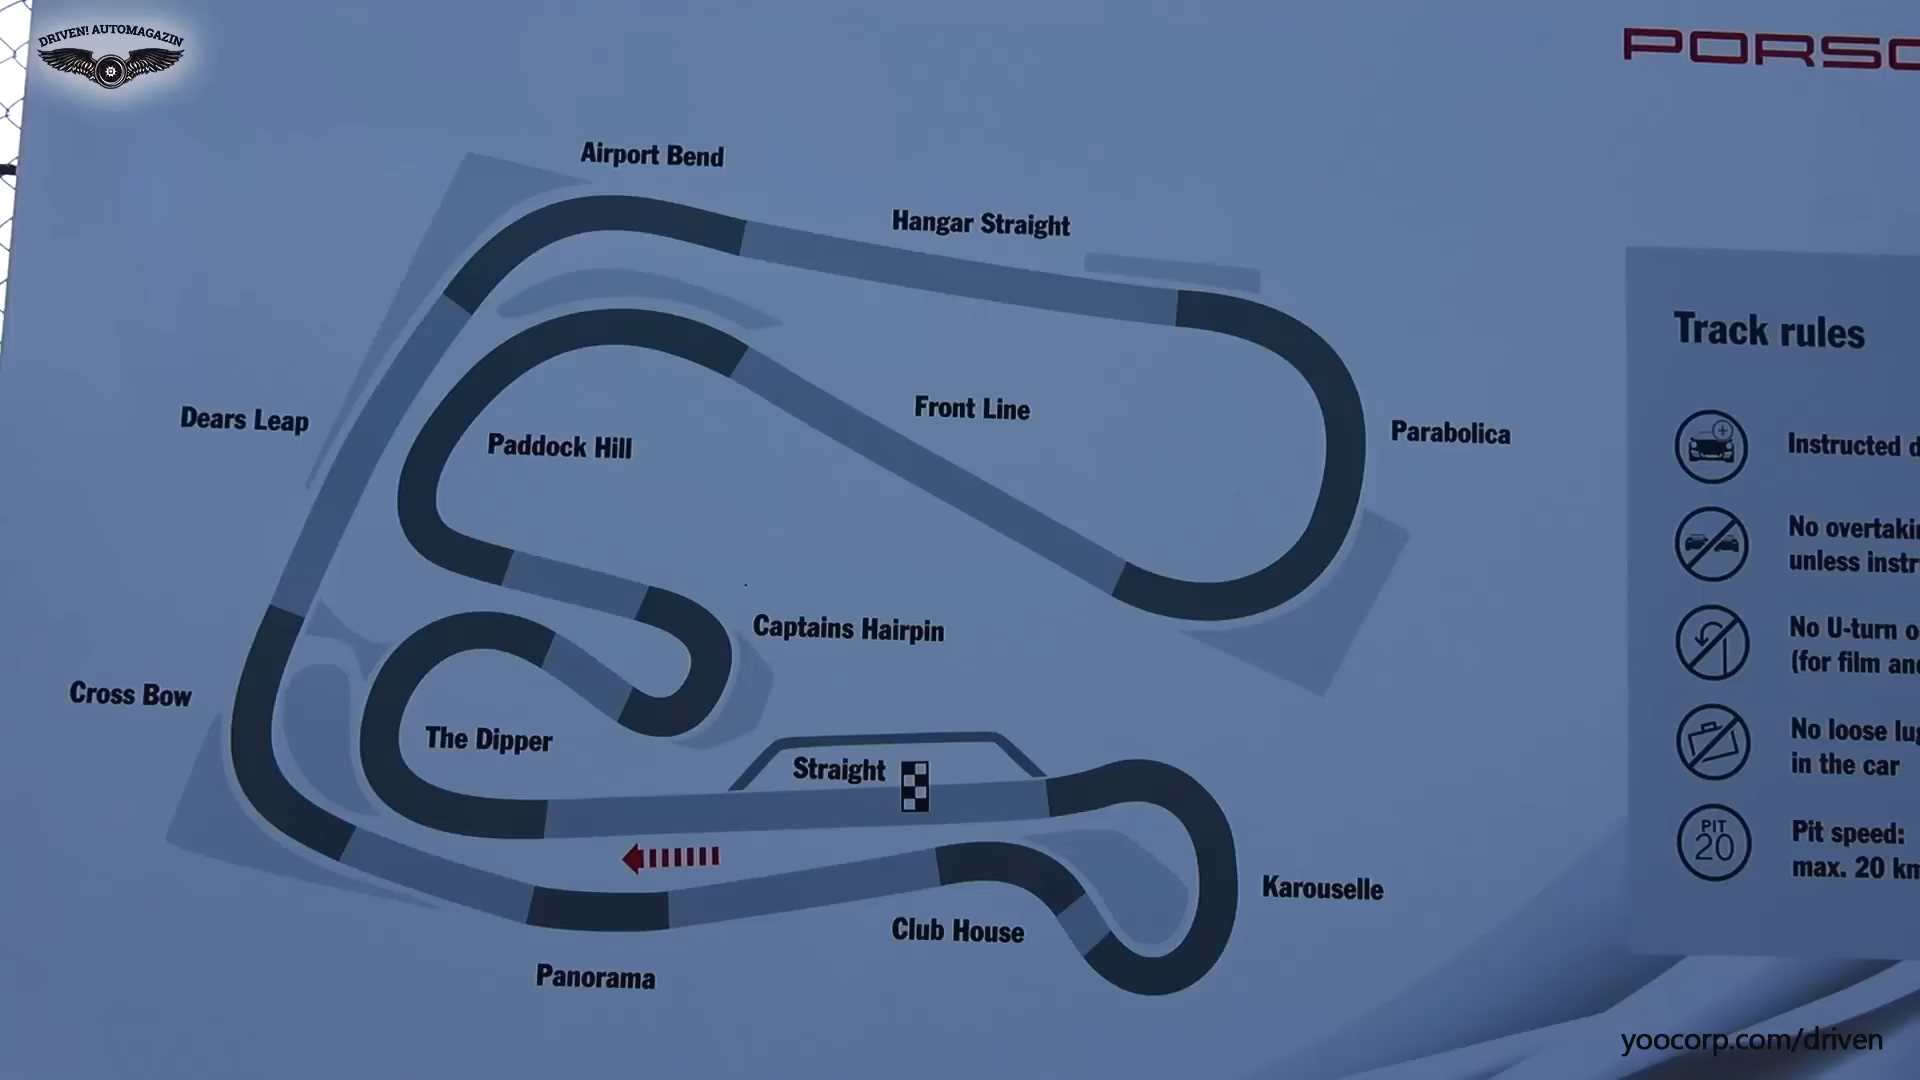 DRIVEN! AUTOMAGAZIN
PORSC
Airport Bend
Hangar Straight
Track rules
Dears Leap
Paddock Hill
Front Line
Parabolica
Instructed d
No overtakin
unless instr
Captains Hairpin
No U-turn o
(for film and
Cross Bow
The Dipper
Straight
No loose lug
in the car
PIT
20
Pit speed:
max. 20 km
Karouselle
Club House
Panorama
yoocorp.com/driven